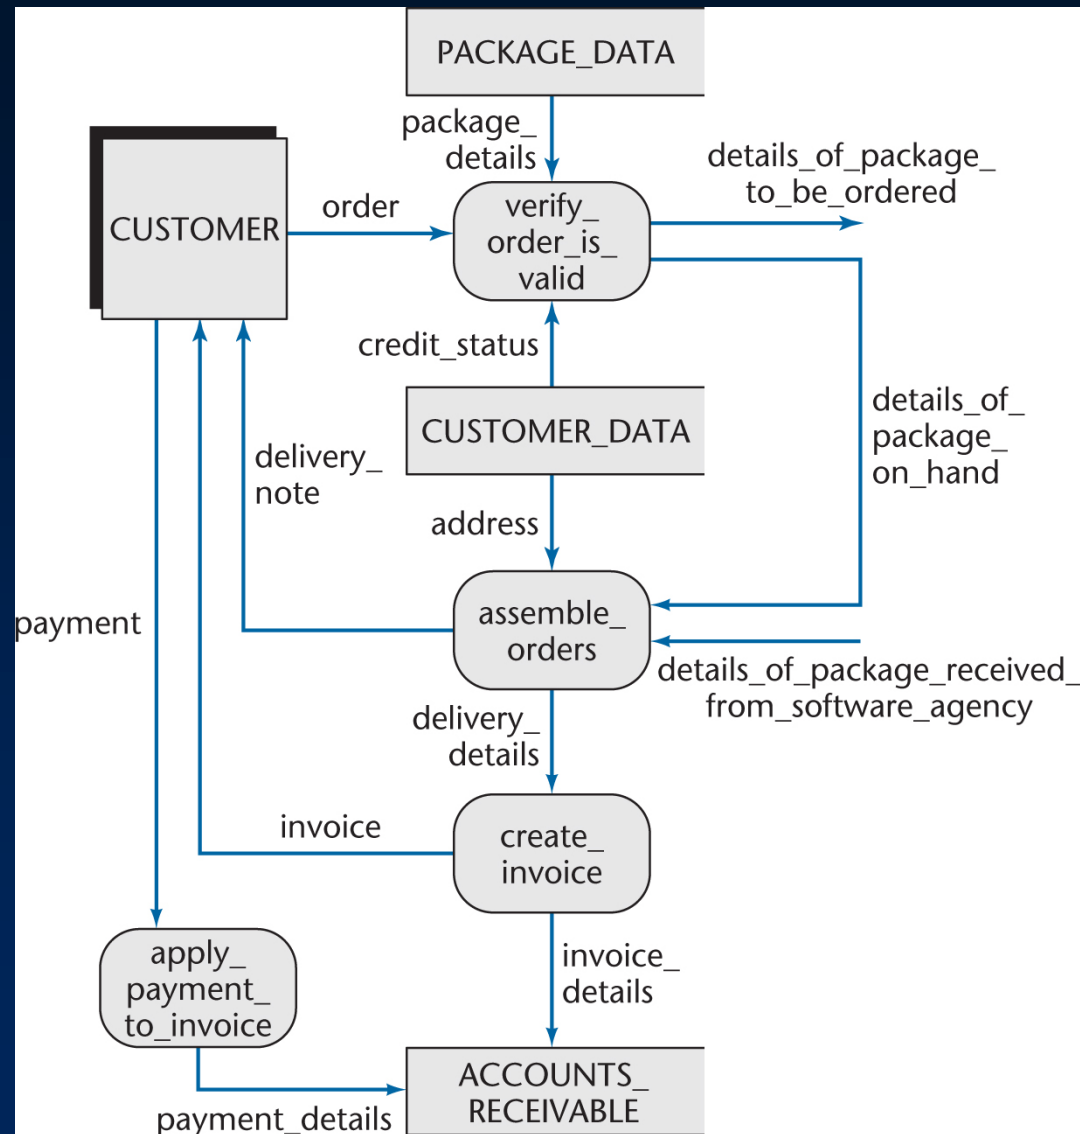 PACKAGE_DATA
package_
details
details_of_package_
to_be_ordered
CUSTOMER
order
verify_
order_is_
valid
credit_status
CUSTOMER_DATA
details_of_
package_
on_hand
delivery_
note
address
payment
assemble_
orders
details_of_package_received_
from_software_agency
delivery_
details
invoice
create_
invoice
apply_
payment_
to_invoice
invoice_
details
ACCOUNTS_
RECEIVABLE
payment_details